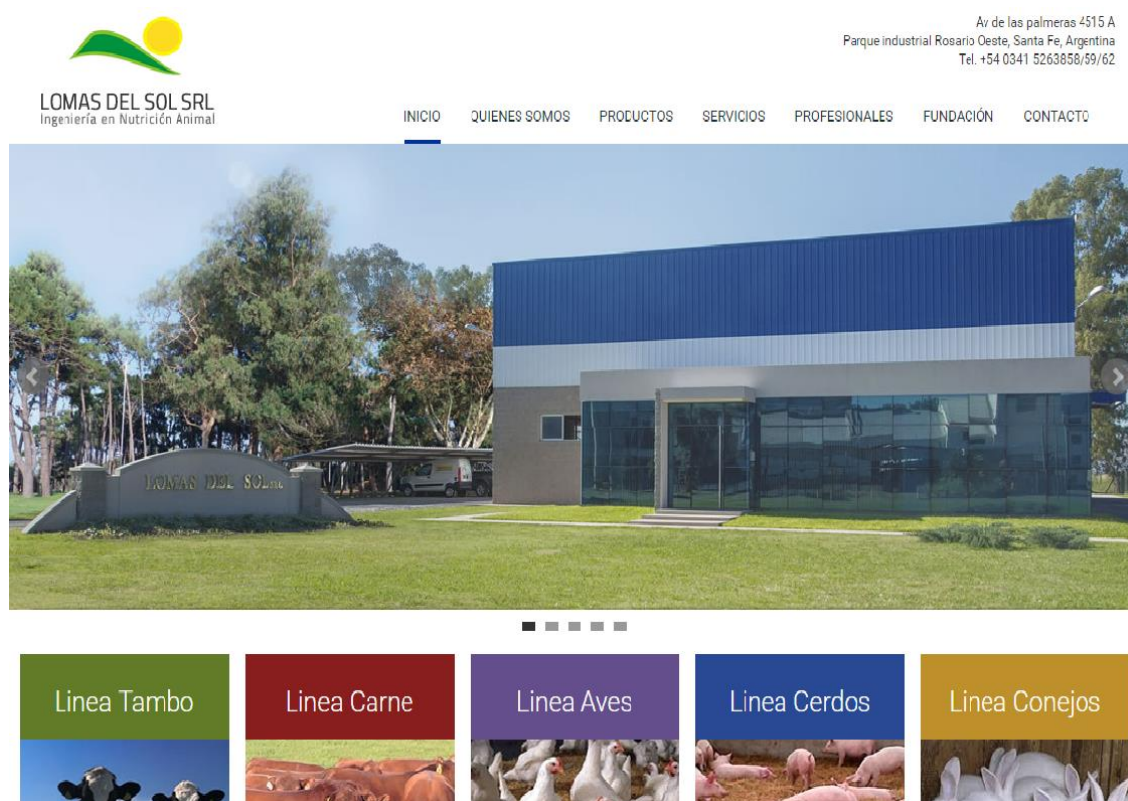 Av de las palmeras 4515 A
Parque industrial Rosario Oeste, Santa Fe, Argentina
Tel. +54 0341 5263858/59/62
LOMAS DEL SOL SRL
Ingeniería en Nutrición Animal
INICIO QUIENES SOMOS PRODUCTOS SERVICIOS PROFESIONALES FUNDACIÓN CONTACTO
LOMAS DEL SOL SRL
Linea Tambo Linea Carne Linea Aves Linea Cerdos Linea Conejos